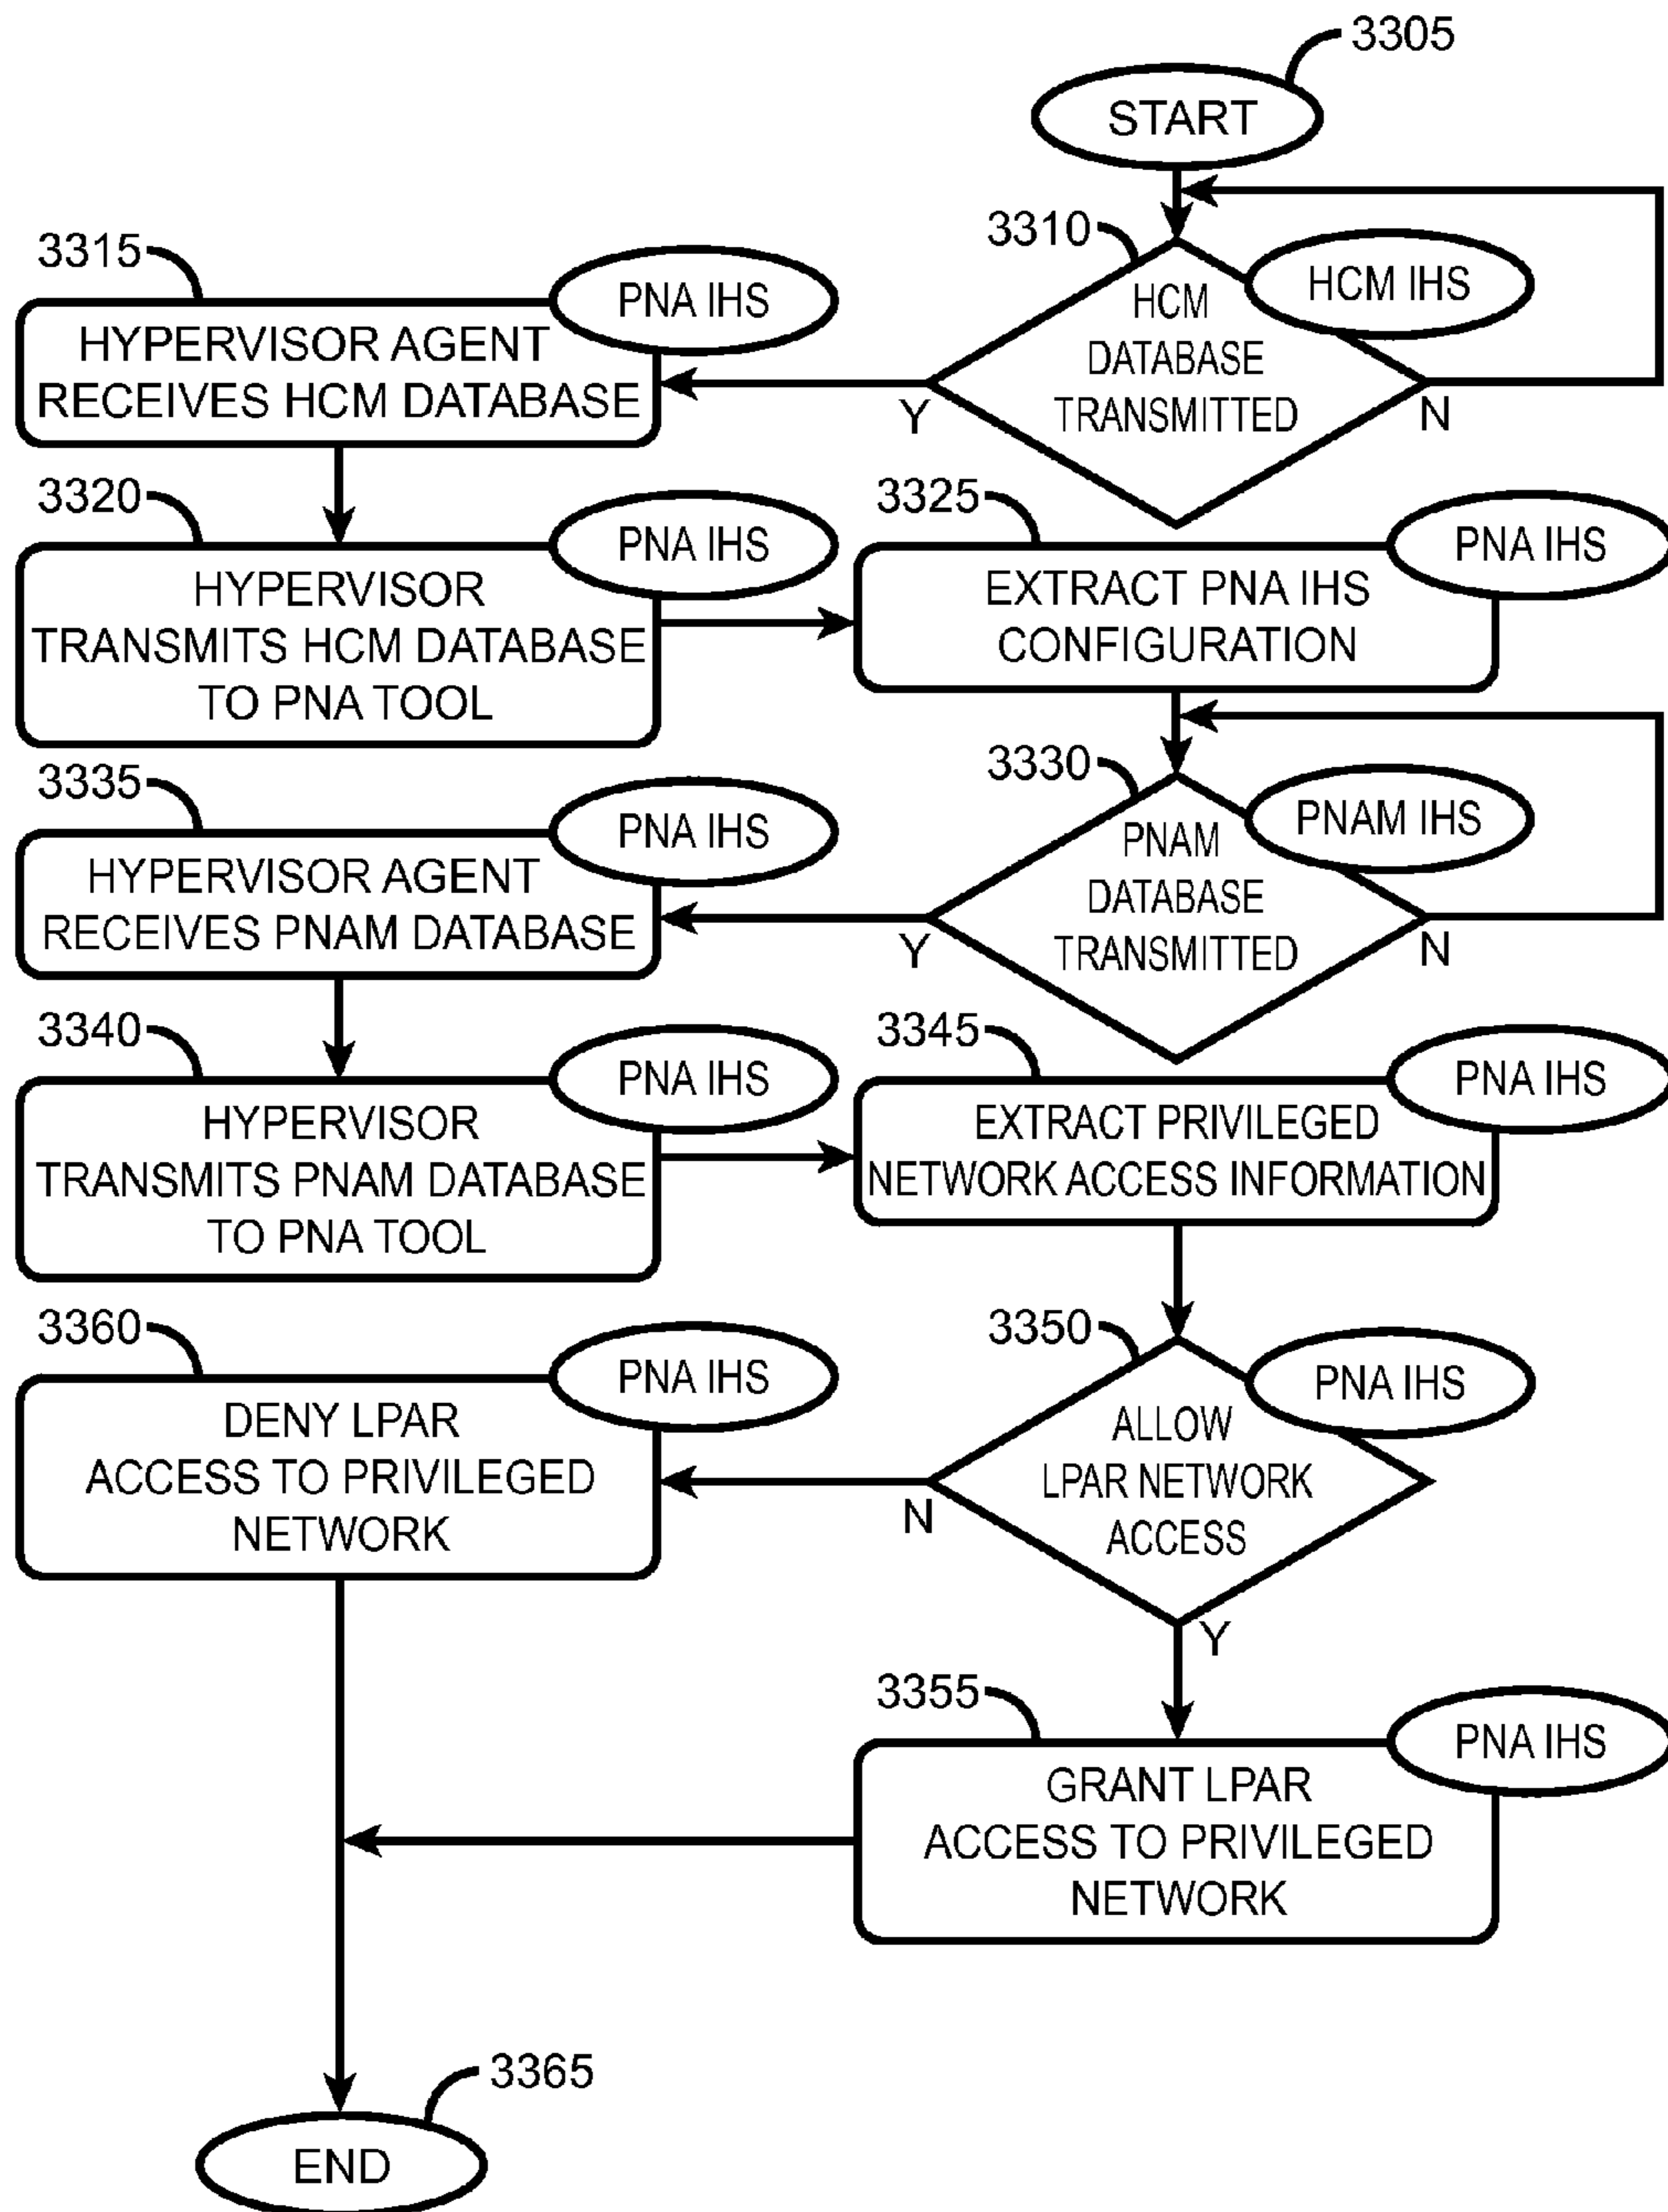 3305
START
3310
HCM IHS
HCM
DATABASE
TRANSMITTED
Y
N
3315
PNA IHS
HYPERVISOR AGENT
RECEIVES HCM DATABASE
3320
PNA IHS
HYPERVISOR
TRANSMITS HCM DATABASE
TO PNA TOOL
3325
PNA IHS
EXTRACT PNA IHS
CONFIGURATION
3330
PNAM IHS
PNAM
DATABASE
TRANSMITTED
Y
N
3335
PNA IHS
HYPERVISOR AGENT
RECEIVES PNAM DATABASE
3340
PNA IHS
HYPERVISOR
TRANSMITS PNAM DATABASE
TO PNA TOOL
3345
PNA IHS
EXTRACT PRIVILEGED
NETWORK ACCESS INFORMATION
3350
PNA IHS
ALLOW
LPAR NETWORK
ACCESS
N
Y
3360
PNA IHS
DENY LPAR
ACCESS TO PRIVILEGED
NETWORK
3355
PNA IHS
GRANT LPAR
ACCESS TO PRIVILEGED
NETWORK
3365
END